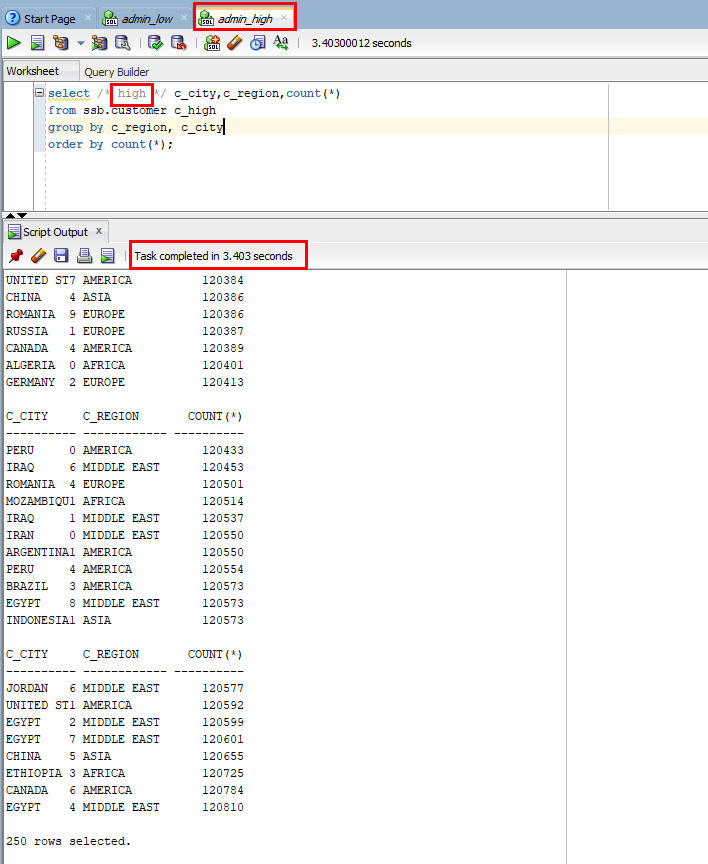 Start Page admin_low admin_high
3.40300012 seconds
Worksheet Query Builder
select /* high */ c_city,c_region,count(*)
from ssb.customer c_high
group by c_region, c_city
order by count(*);
Script Output x
Task completed in 3.403 seconds
UNITED ST7 AMERICA 120384
CHINA 4 ASIA 120386
ROMANIA 9 EUROPE 120386
RUSSIA 1 EUROPE 120387
CANADA 4 AMERICA 120389
ALGERIA 0 AFRICA 120401
GERMANY 2 EUROPE 120413
C_CITY C_REGION COUNT(*)
---------- ------------ ----------
PERU 0 AMERICA 120433
IRAQ 6 MIDDLE EAST 120453
ROMANIA 4 EUROPE 120501
MOZAMBIQU1 AFRICA 120514
IRAQ 1 MIDDLE EAST 120537
IRAN 0 MIDDLE EAST 120550
ARGENTINA1 AMERICA 120550
PERU 4 AMERICA 120554
BRAZIL 3 AMERICA 120573
EGYPT 8 MIDDLE EAST 120573
INDONESIA1 ASIA 120573
C_CITY C_REGION COUNT(*)
---------- ------------ ----------
JORDAN 6 MIDDLE EAST 120577
UNITED ST1 AMERICA 120592
EGYPT 2 MIDDLE EAST 120599
EGYPT 7 MIDDLE EAST 120601
CHINA 5 ASIA 120655
ETHIOPIA 3 AFRICA 120725
CANADA 6 AMERICA 120784
EGYPT 4 MIDDLE EAST 120810
250 rows selected.